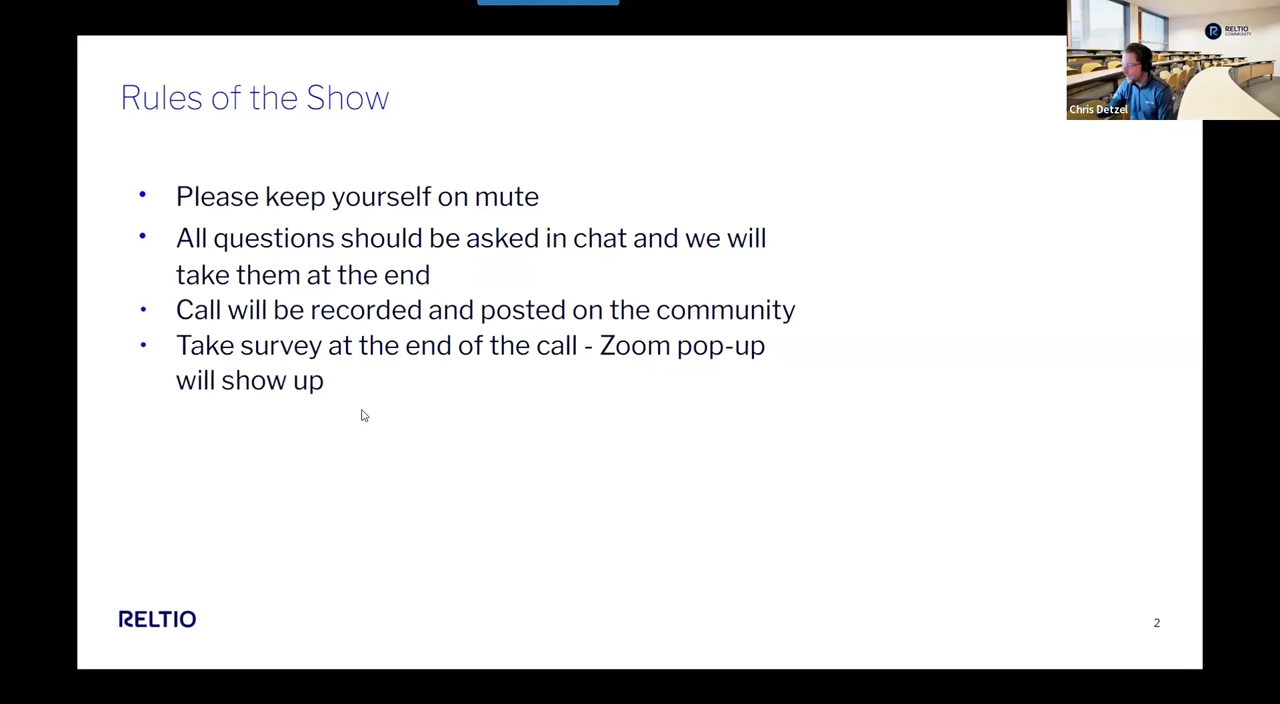 RELTIO
COMMUNITY
Chris Detzel
Rules of the Show
• Please keep yourself on mute
• All questions should be asked in chat and we will
take them at the end
• Call will be recorded and posted on the community
• Take survey at the end of the call - Zoom pop-up
will show up
RELTIO
2